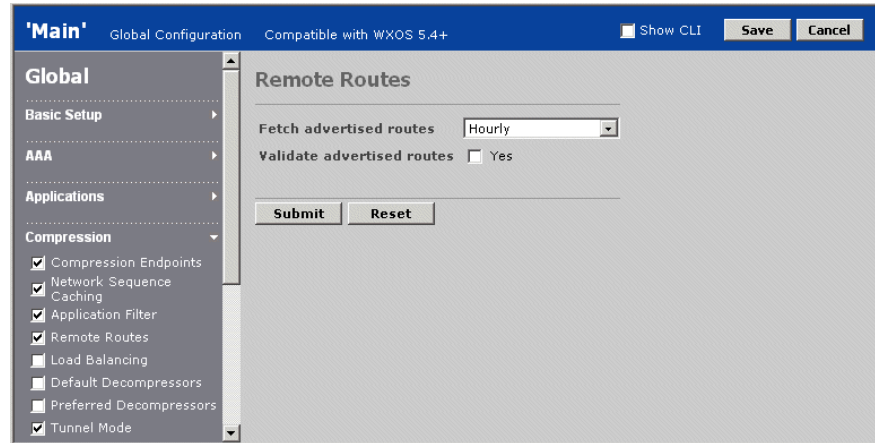 'Main' Global Configuration Compatible with WXOS 5.4+ Show CLI Save Cancel
Global
Basic Setup
AAA
Applications
Compression
Compression Endpoints
Network Sequence
Caching
Application Filter
Remote Routes
Load Balancing
Default Decompressors
Preferred Decompressors
Tunnel Mode
Remote Routes
Fetch advertised routes Hourly
Validate advertised routes Yes
Submit Reset